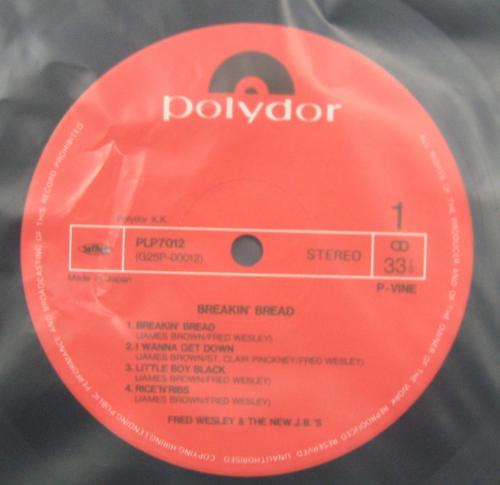 polydor
Polydor K.K.
1
PLP7012
(G25P-00012)
STEREO
33 1/3
Made in Japan
P-VINE
BREAKIN' BREAD
1. BREAKIN' BREAD
(JAMES BROWN/FRED WESLEY)
2. I WANNA GET DOWN
(JAMES BROWN/ST. CLAIR PINCKNEY/FRED WESLEY)
3. LITTLE BOY BLACK
(JAMES BROWN/FRED WESLEY)
4. RICE'N'RIBS
(JAMES BROWN/FRED WESLEY)
FRED WESLEY & THE NEW J.B.'S
ALL RIGHTS OF THE PRODUCER AND OF THE OWNER OF THE WORK REPRODUCED RESERVED UNAUTHORISED COPYING/HIRING/LENDING/PUBLIC PERFORMANCE AND BROADCASTING OF THIS RECORD PROHIBITED